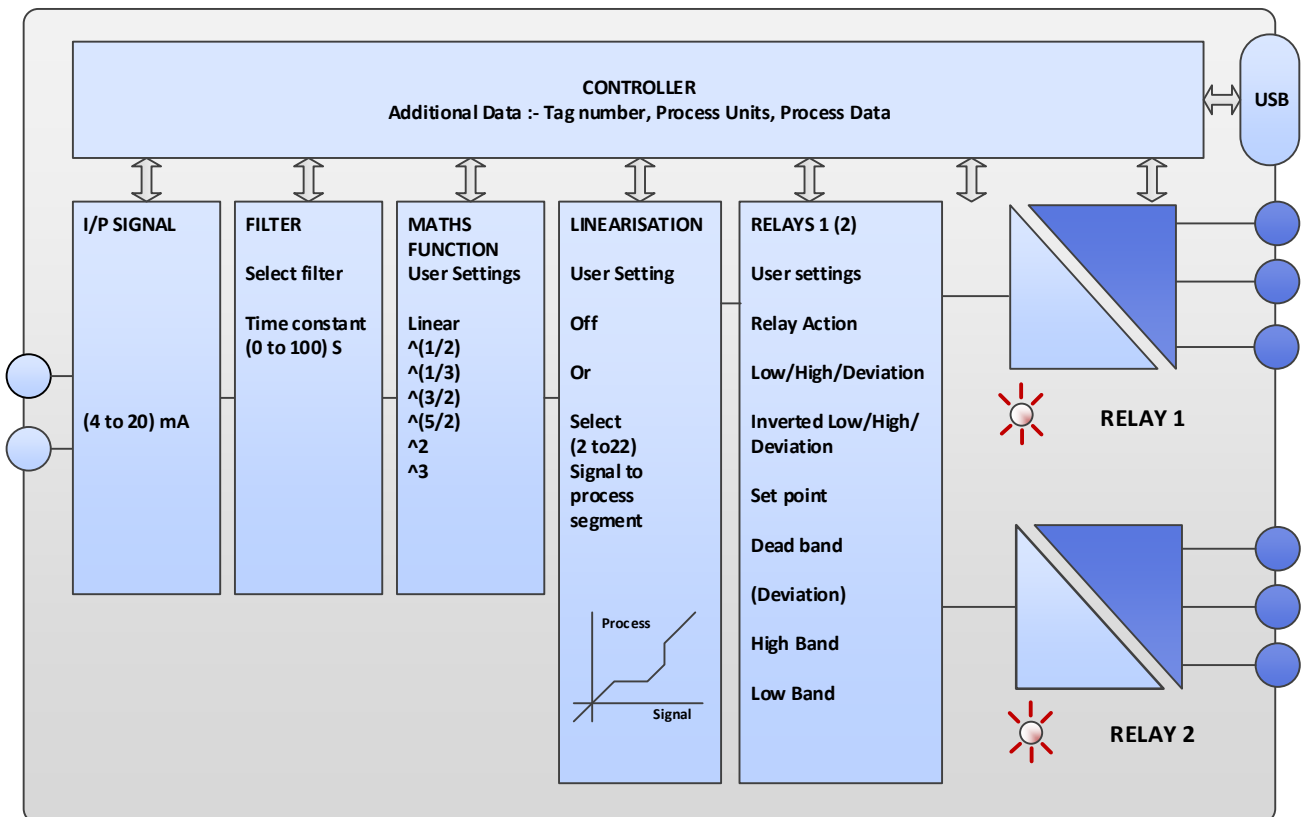 CONTROLLER
Additional Data :- Tag number, Process Units, Process Data
USB
I/P SIGNAL
(4 to 20) mA
FILTER
Select filter
Time constant
(0 to 100) S
MATHS
FUNCTION
User Settings
Linear
^(1/2)
^(1/3)
^(3/2)
^(5/2)
^2
^3
LINEARISATION
User Setting
Off
Or
Select
(2 to22)
Signal to
process
segment
Process
Signal
RELAYS 1 (2)
User settings
Relay Action
Low/High/Deviation
Inverted Low/High/
Deviation
Set point
Dead band
(Deviation)
High Band
Low Band
RELAY 1
RELAY 2